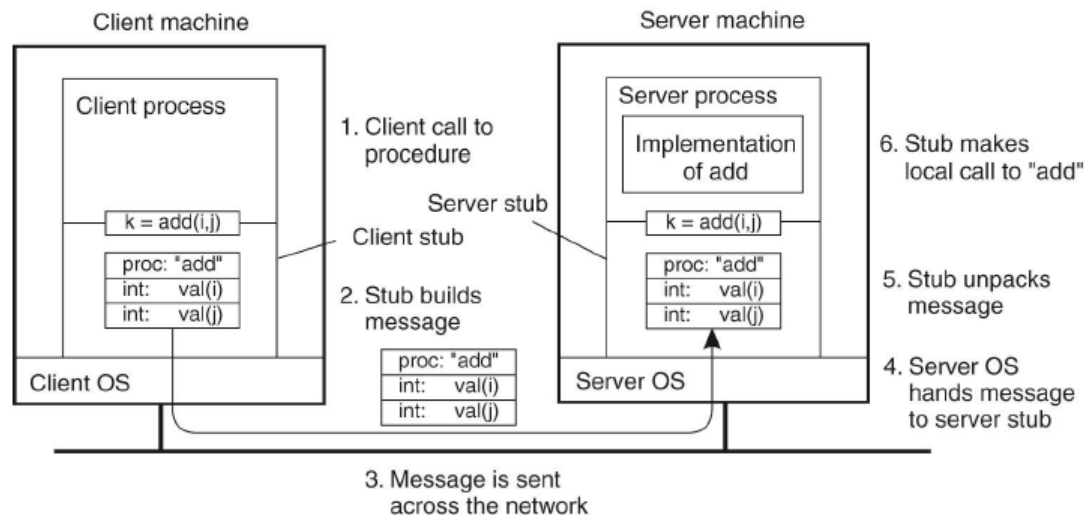 Client machine
Server machine
Client process
1. Client call to
procedure
Server process
Implementation
of add
6. Stub makes
local call to "add"
Server stub
k = add(i,j)
Client stub
k = add(i,j)
proc: "add"
int: val(i)
int: val(j)
2. Stub builds
message
proc: "add"
int: val(i)
int: val(j)
proc: "add"
int: val(i)
int: val(j)
5. Stub unpacks
message
Client OS
Server OS
4. Server OS
hands message
to server stub
3. Message is sent
across the network